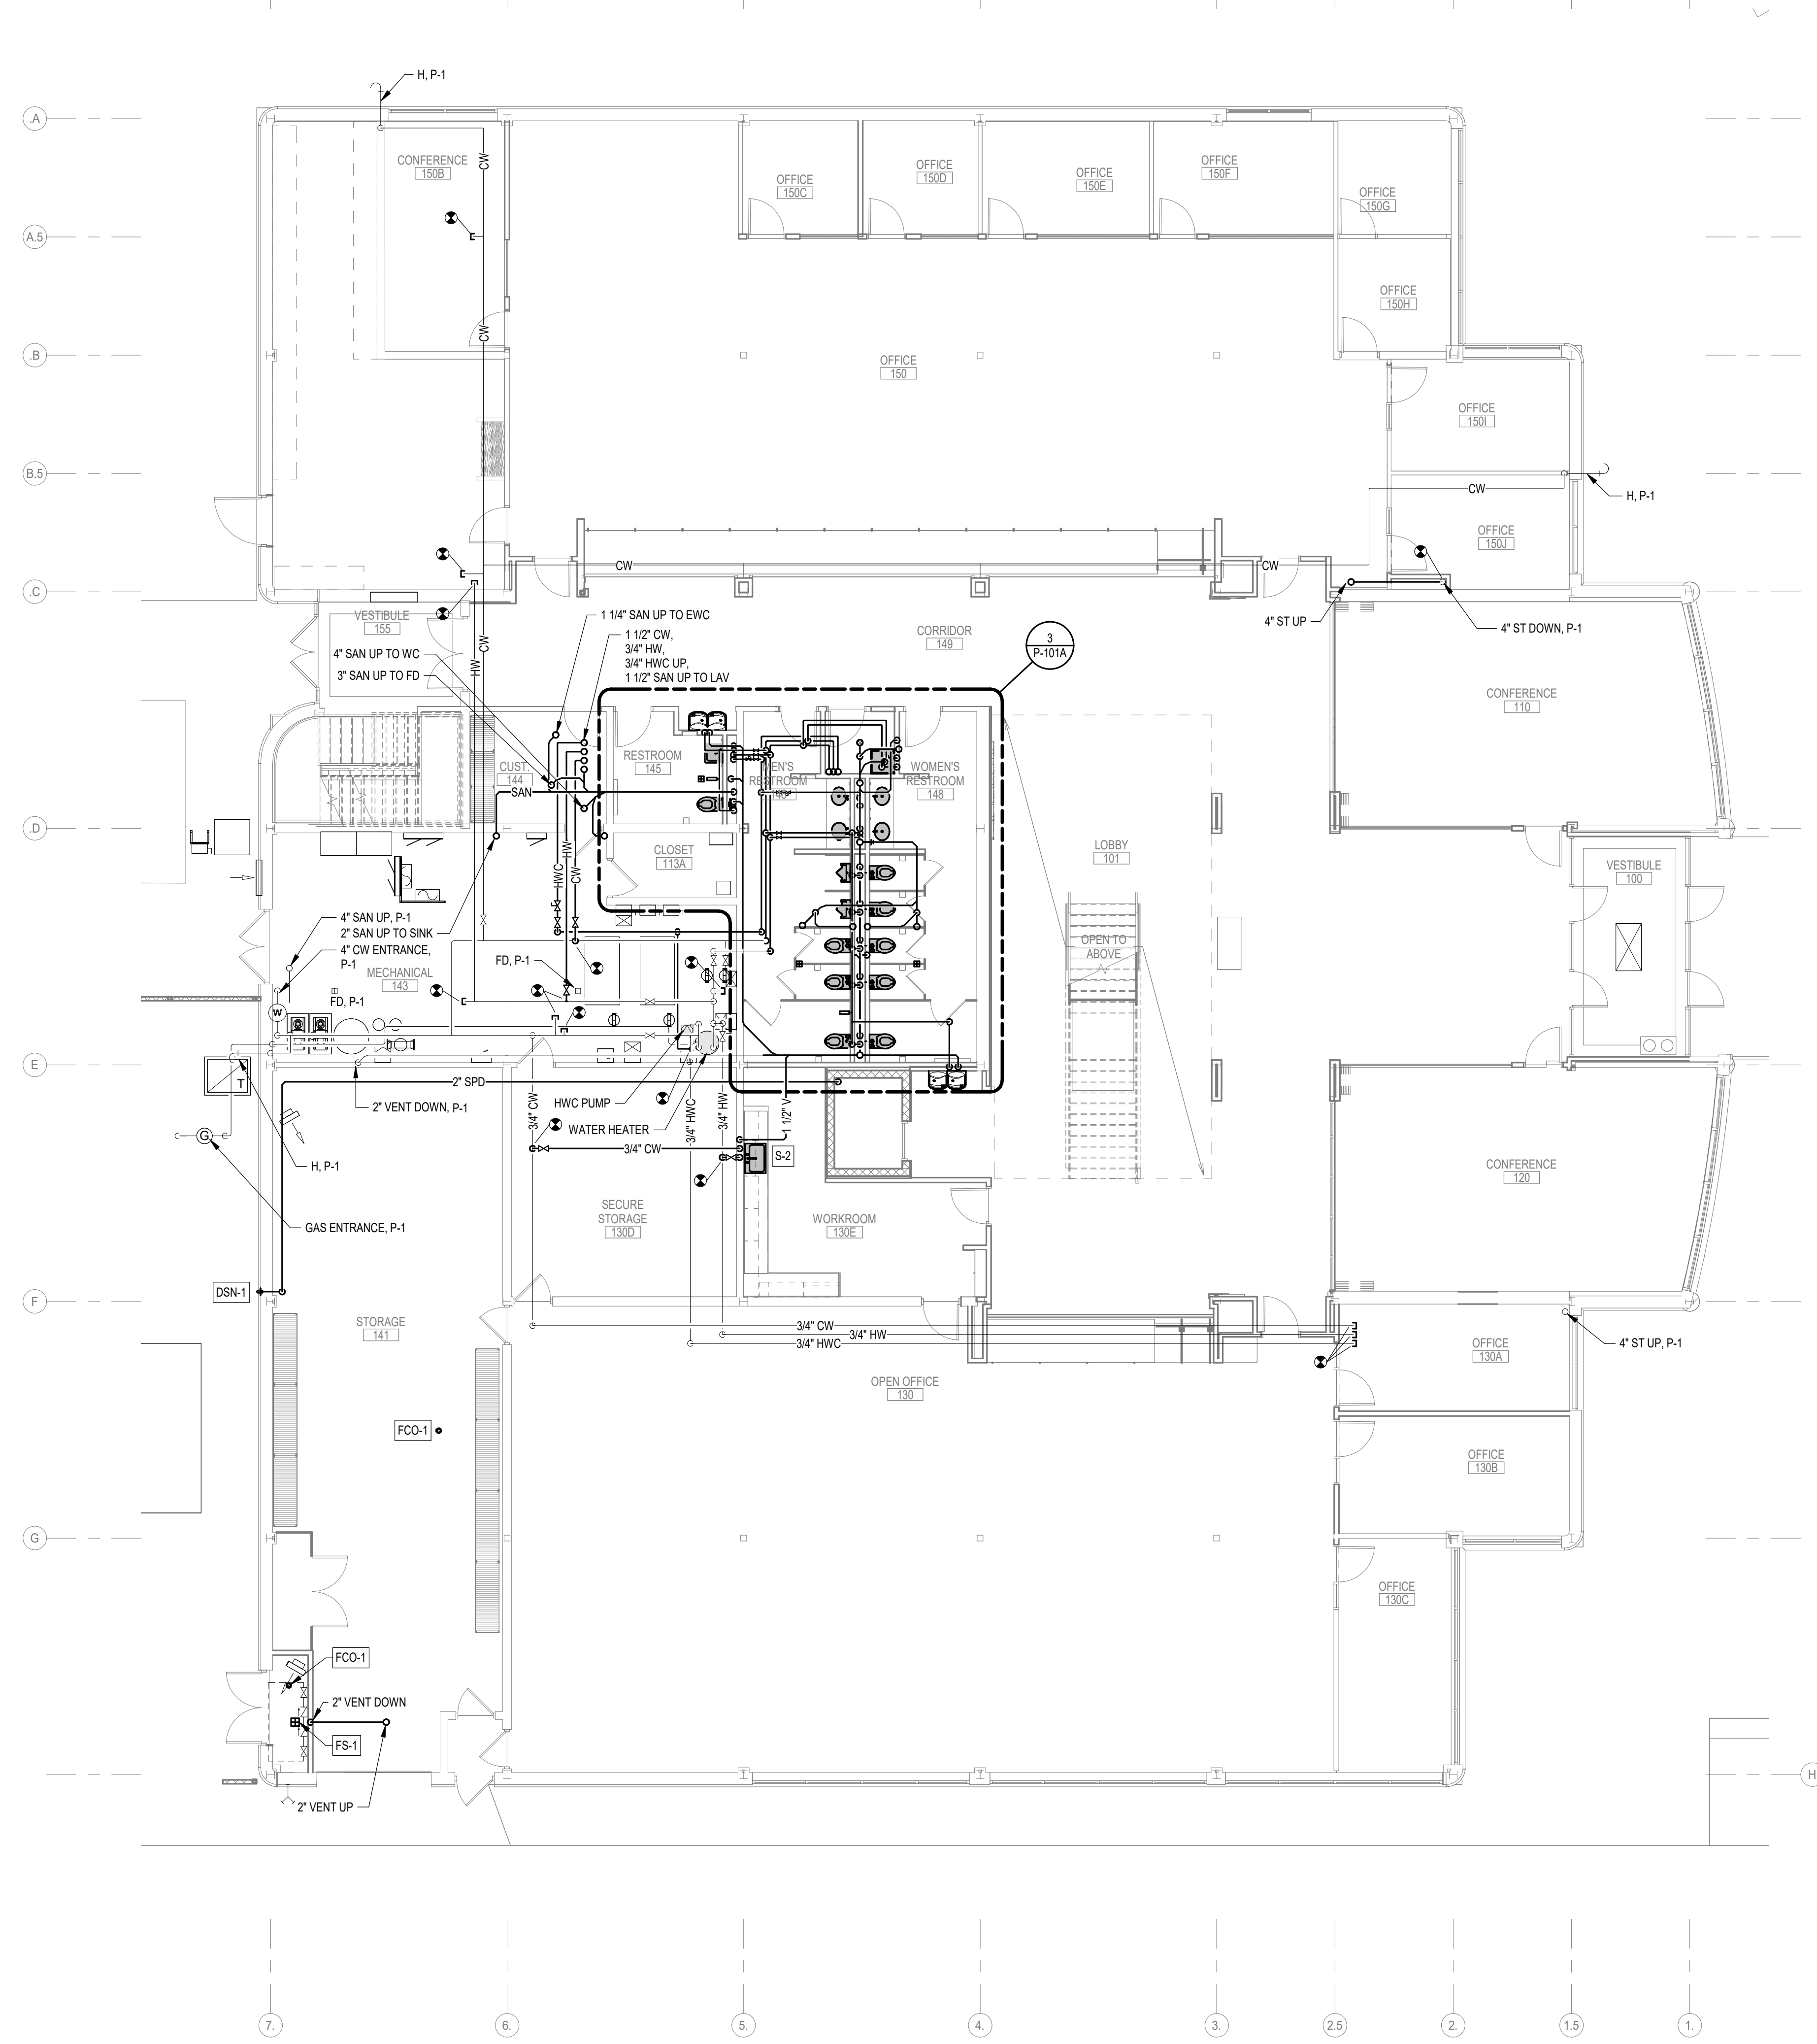 H, P-1
.A
CONFERENCE
150B
CW
OFFICE
150C
OFFICE
150D
OFFICE
150E
OFFICE
150F
OFFICE
150G
A.5
OFFICE
150H
CW
.B
OFFICE
150
OFFICE
150I
B.5
CW
H, P-1
OFFICE
150J
CW
CW
.C
VESTIBULE
155
1 1/4" SAN UP TO EWC
1 1/2" CW,
3/4" HW,
3/4" HWC UP,
1 1/2" SAN UP TO LAV
CORRIDOR
149
3
P-101A
4" ST UP
4" ST DOWN, P-1
4" SAN UP TO WC
3" SAN UP TO FD
CW
HW
CONFERENCE
110
CUST.
144
SAN
RESTROOM
145
MEN'S
RESTROOM
WOMEN'S
RESTROOM
148
.D
CLOSET
113A
LOBBY
101
VESTIBULE
100
HW
HWC
CW
4" SAN UP, P-1
2" SAN UP TO SINK
4" CW ENTRANCE,
P-1
MECHANICAL
143
FD, P-1
FD, P-1
OPEN TO
ABOVE
W
E
T
2" SPD
2" VENT DOWN, P-1
HWC PUMP
WATER HEATER
3/4" CW
3/4" HWC
3/4" HW
1 1/2" V
G
3/4" CW
S-2
H, P-1
CONFERENCE
120
SECURE
STORAGE
130D
WORKROOM
130E
GAS ENTRANCE, P-1
DSN-1
F
STORAGE
141
3/4" CW
3/4" HW
3/4" HWC
OFFICE
130A
4" ST UP, P-1
OPEN OFFICE
130
FCO-1
OFFICE
130B
G
OFFICE
130C
FCO-1
2" VENT DOWN
FS-1
2" VENT UP
H
7.
6.
5.
4.
3.
2.5
2.
1.5
1.